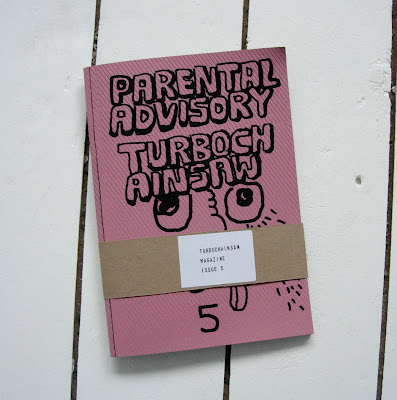 PARENTAL
ADVISORY
TURBOCH
AINSAW
TURBOCHAINSAW
MAGAZINE
ISSUE 5
5